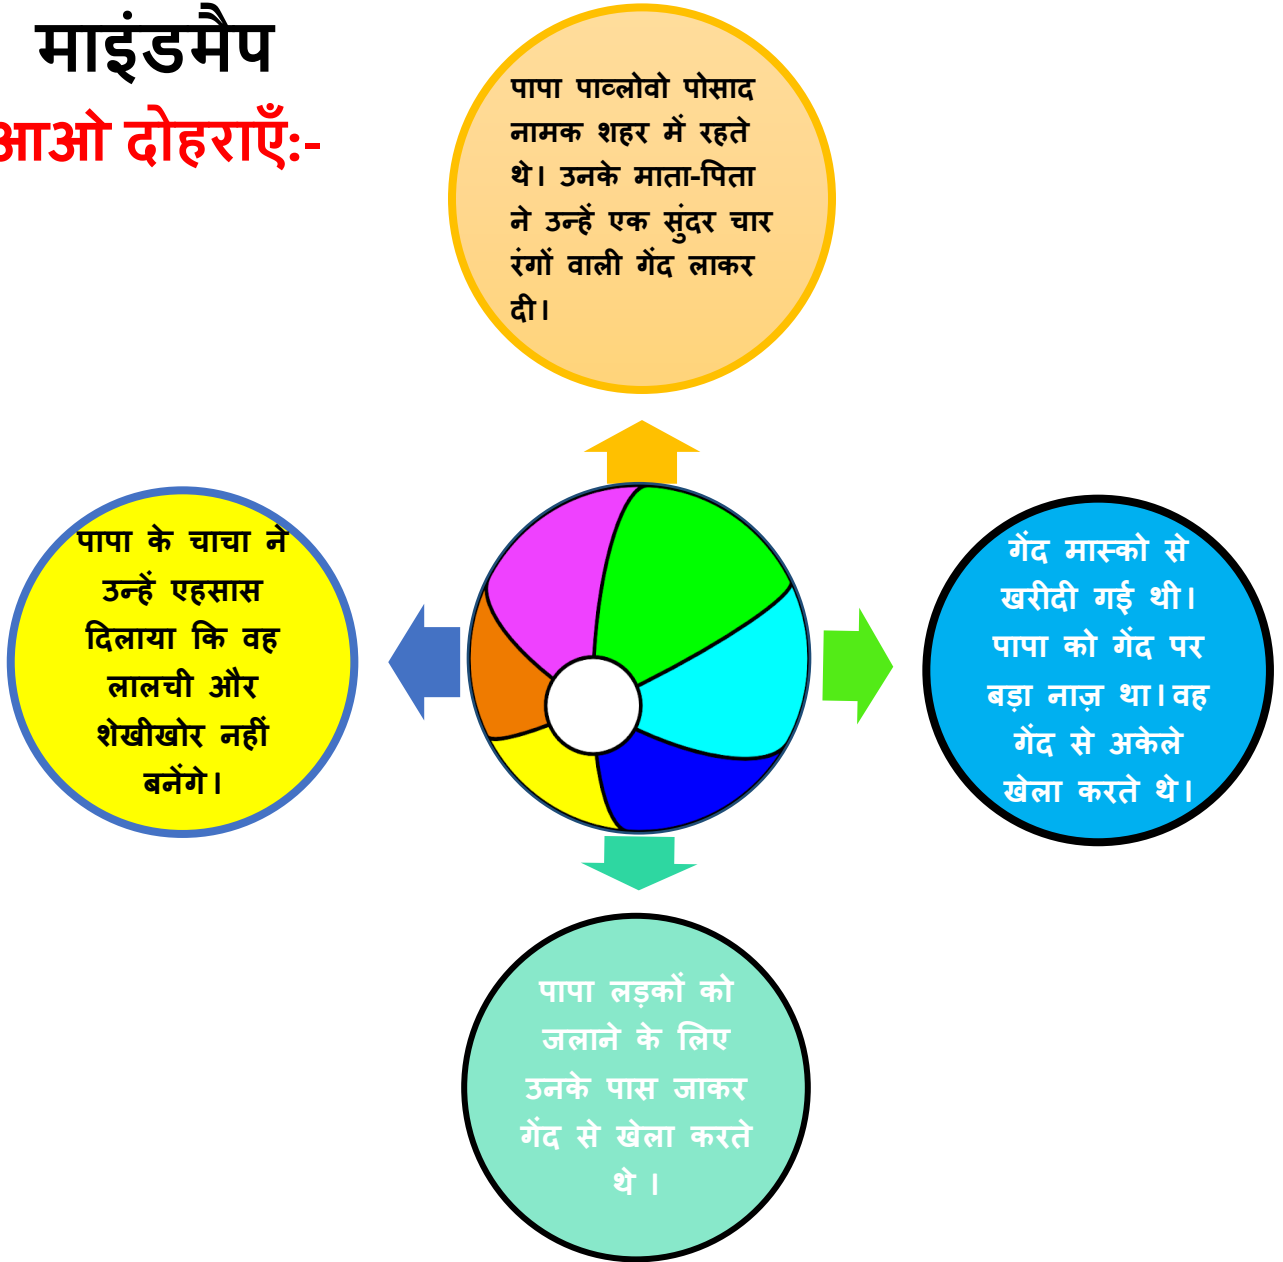 माइंडमैप
आओ दोहराएँ:-
पापा पाव्लोवो पोसाद
नामक शहर में रहते
थे। उनके माता-पिता
ने उन्हें एक सुंदर चार
रंगों वाली गेंद लाकर
दी।
पापा के चाचा ने
उन्हें एहसास
दिलाया कि वह
लालची और
शेखीखोर नहीं
बनेंगे।
गेंद मास्को से
खरीदी गई थी।
पापा को गेंद पर
बड़ा नाज़ था। वह
गेंद से अकेले
खेला करते थे।
पापा लड़कों को
जलाने के लिए
उनके पास जाकर
गेंद से खेला करते
थे ।